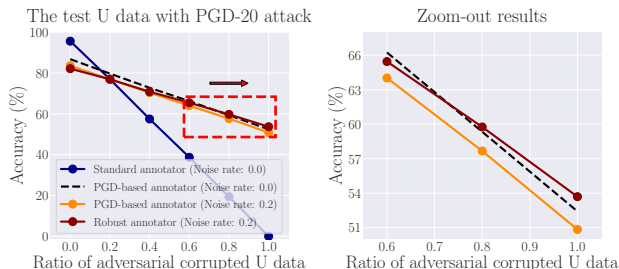 The test U data with PGD-20 attack
100
80
60
40
20
0
Accuracy (%)
Standard annotator (Noise rate: 0.0)
PGD-based annotator (Noise rate: 0.0)
PGD-based annotator (Noise rate: 0.2)
Robust annotator (Noise rate: 0.2)
0.0 0.2 0.4 0.6 0.8 1.0
Ratio of adversarial corrupted U data
Zoom-out results
66
63
60
57
54
51
Accuracy (%)
0.6 0.7 0.8 0.9 1.0
Ratio of adversarial corrupted U data